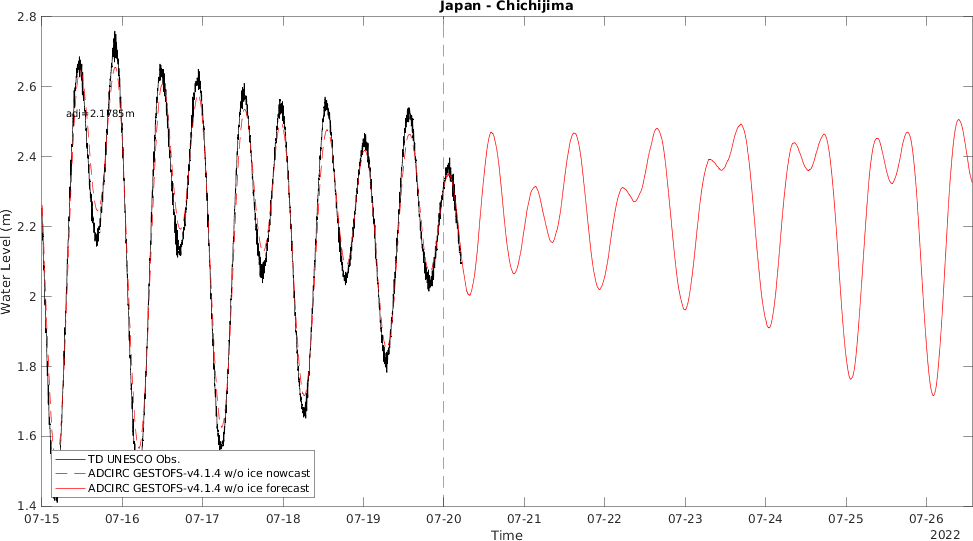 Japan - Chichijima
2.8
2.6
2.4
2.2
2
1.8
1.6
1.4
Water Level (m)
adj=2.1785m
TD UNESCO Obs.
ADCIRC GESTOFS-v4.1.4 w/o ice nowcast
ADCIRC GESTOFS-v4.1.4 w/o ice forecast
07-15 07-16 07-17 07-18 07-19 07-20 07-21 07-22 07-23 07-24 07-25 07-26
Time
2022